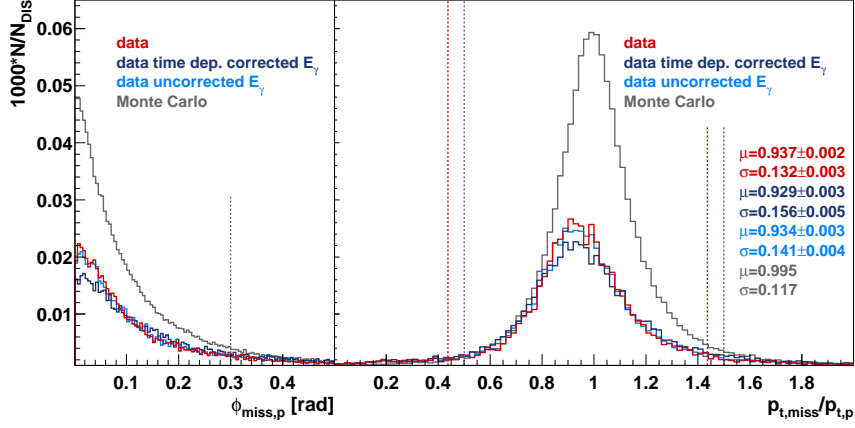 1000*N/N_DIS
0.06
0.05
0.04
0.03
0.02
0.01
data
data time dep. corrected E_γ
data uncorrected E_γ
Monte Carlo
0.1 0.2 0.3 0.4
ϕ_miss,p [rad]
data
data time dep. corrected E_γ
data uncorrected E_γ
Monte Carlo
μ=0.937±0.002
σ=0.132±0.003
μ=0.929±0.003
σ=0.156±0.005
μ=0.934±0.003
σ=0.141±0.004
μ=0.995
σ=0.117
0.2 0.4 0.6 0.8 1 1.2 1.4 1.6 1.8
p_t,miss/p_t,p